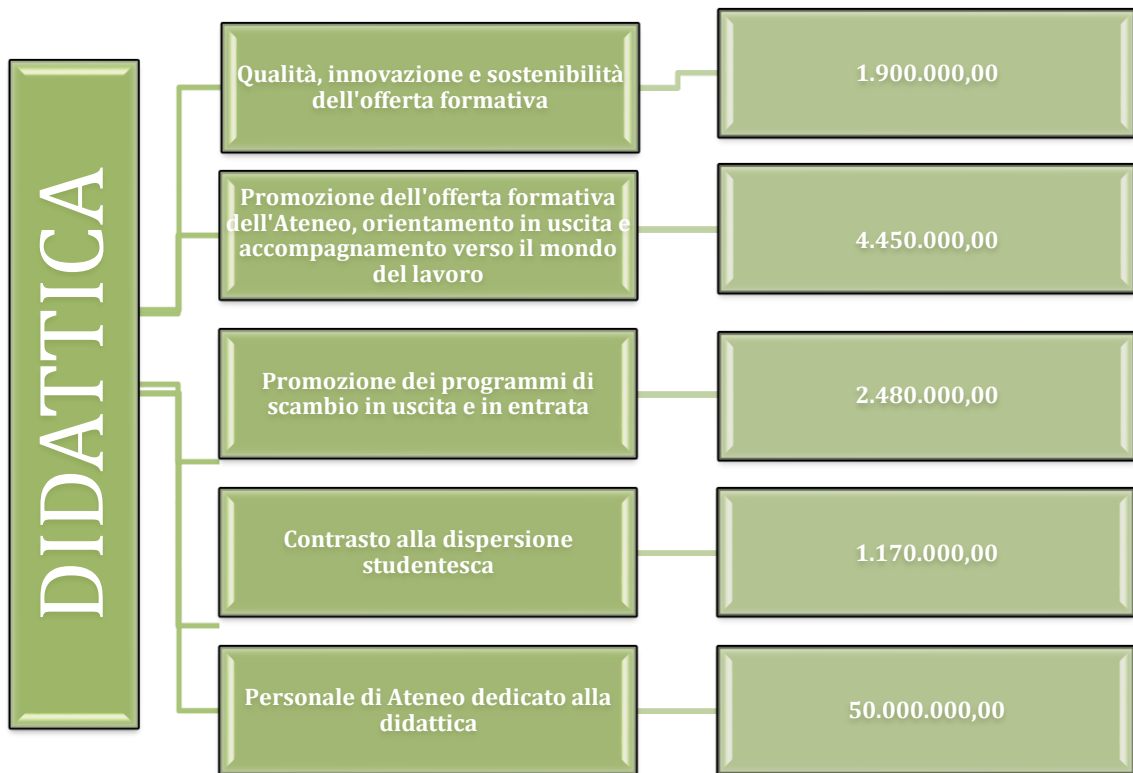 DIDATTICA
Qualità, innovazione e sostenibilità
dell'offerta formativa
1.900.000,00
Promozione dell'offerta formativa
dell'Ateneo, orientamento in uscita e
accompagnamento verso il mondo
del lavoro
4.450.000,00
Promozione dei programmi di
scambio in uscita e in entrata
2.480.000,00
Contrasto alla dispersione
studentesca
1.170.000,00
Personale di Ateneo dedicato alla
didattica
50.000.000,00